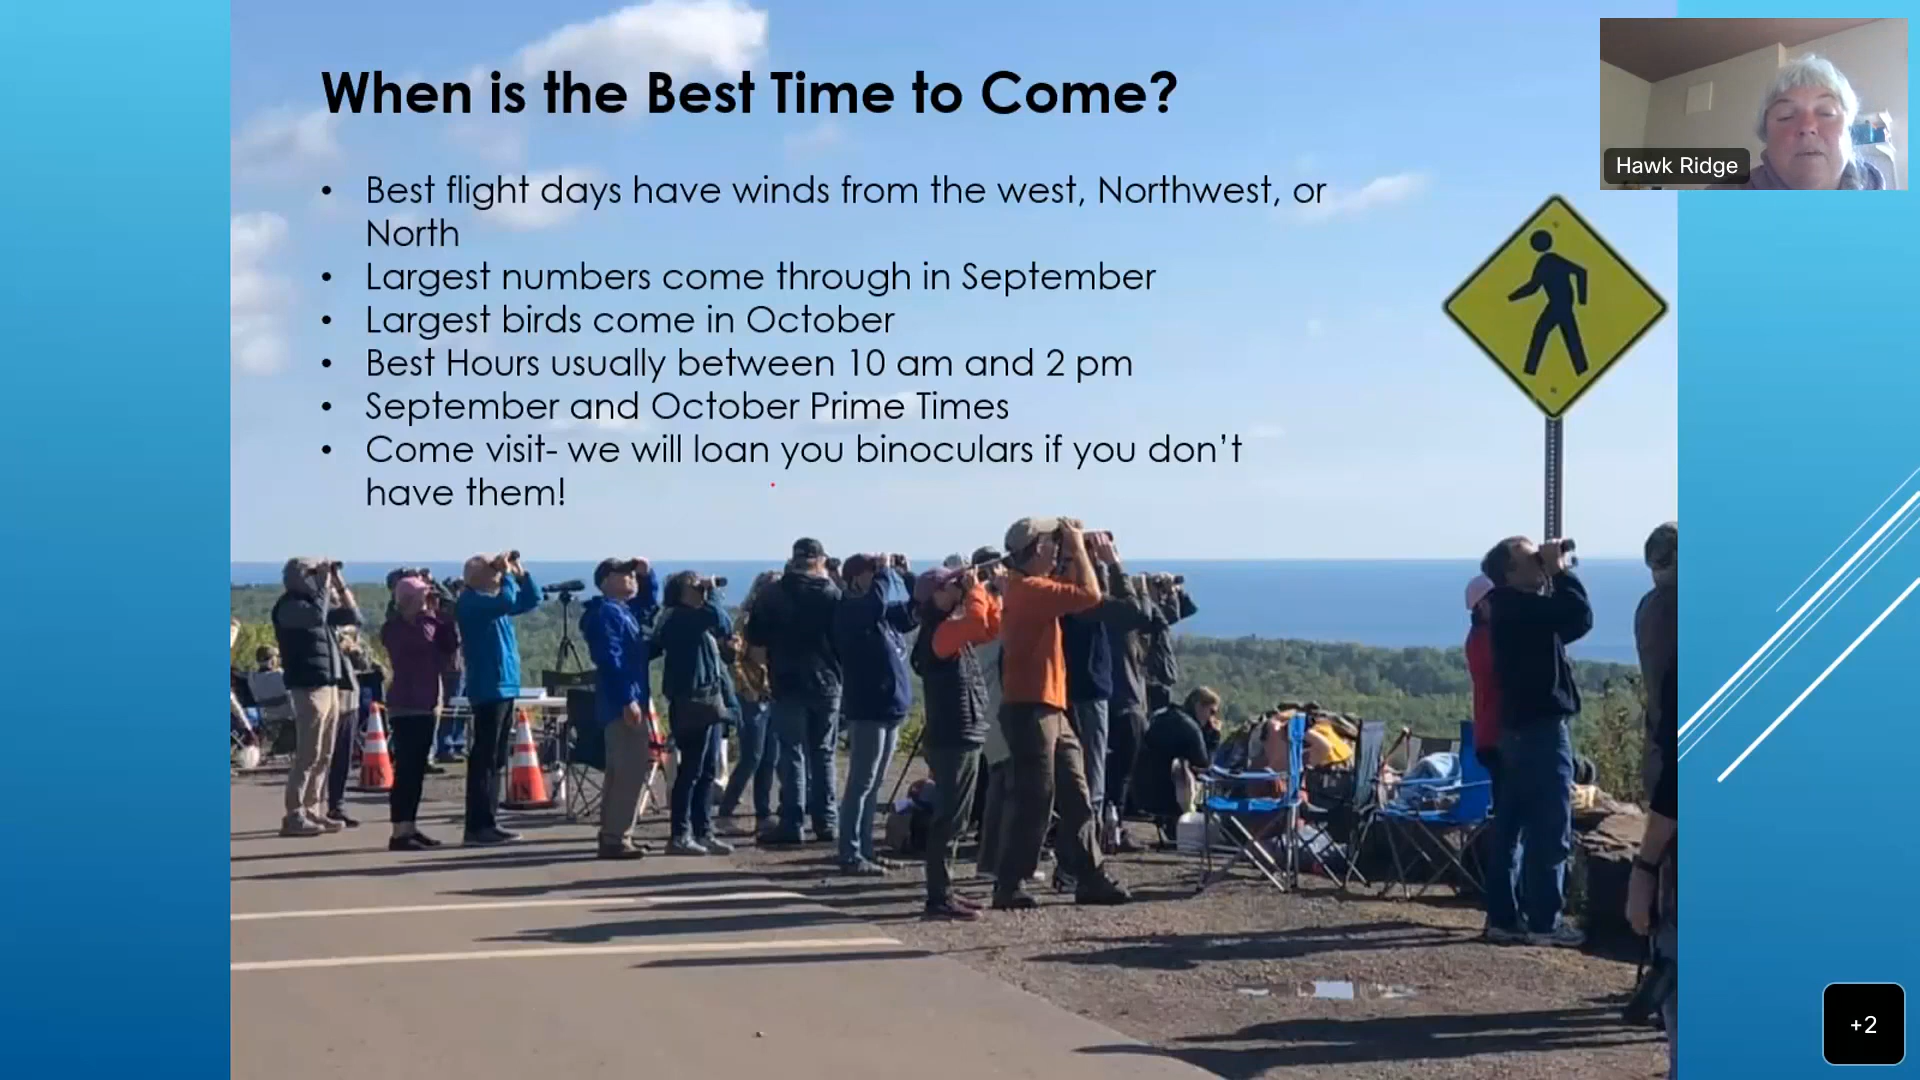 When is the Best Time to Come?
• Best flight days have winds from the west, Northwest, or
North
• Largest numbers come through in September
• Largest birds come in October
• Best Hours usually between 10 am and 2 pm
• September and October Prime Times
• Come visit- we will loan you binoculars if you don’t
have them!
Hawk Ridge
+2